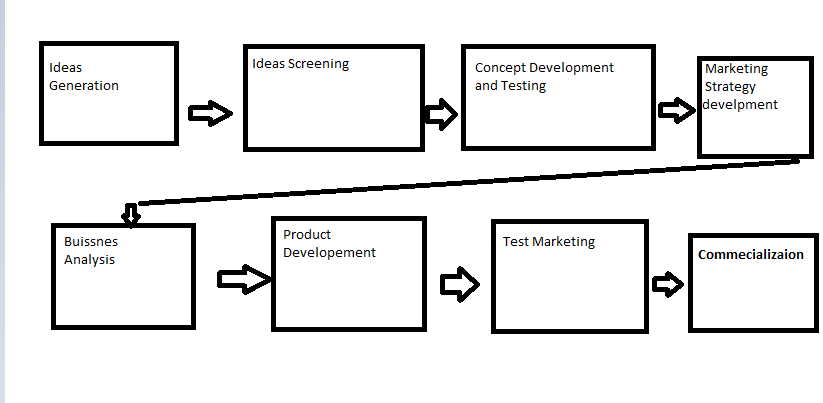 Ideas
Generation
Ideas Screening
Concept Development
and Testing
Marketing
Strategy
develpment
Buissnes
Analysis
Product
Developement
Test Marketing
Commecializaion